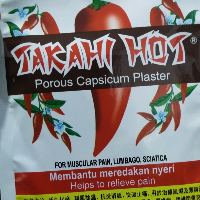 TAKAHI HOT®
Porous Capsicum Plaster
FOR MUSCULAR PAIN, LUMBAGO, SCIATICA
Membantu meredakan nyeri
Helps to relieve pain